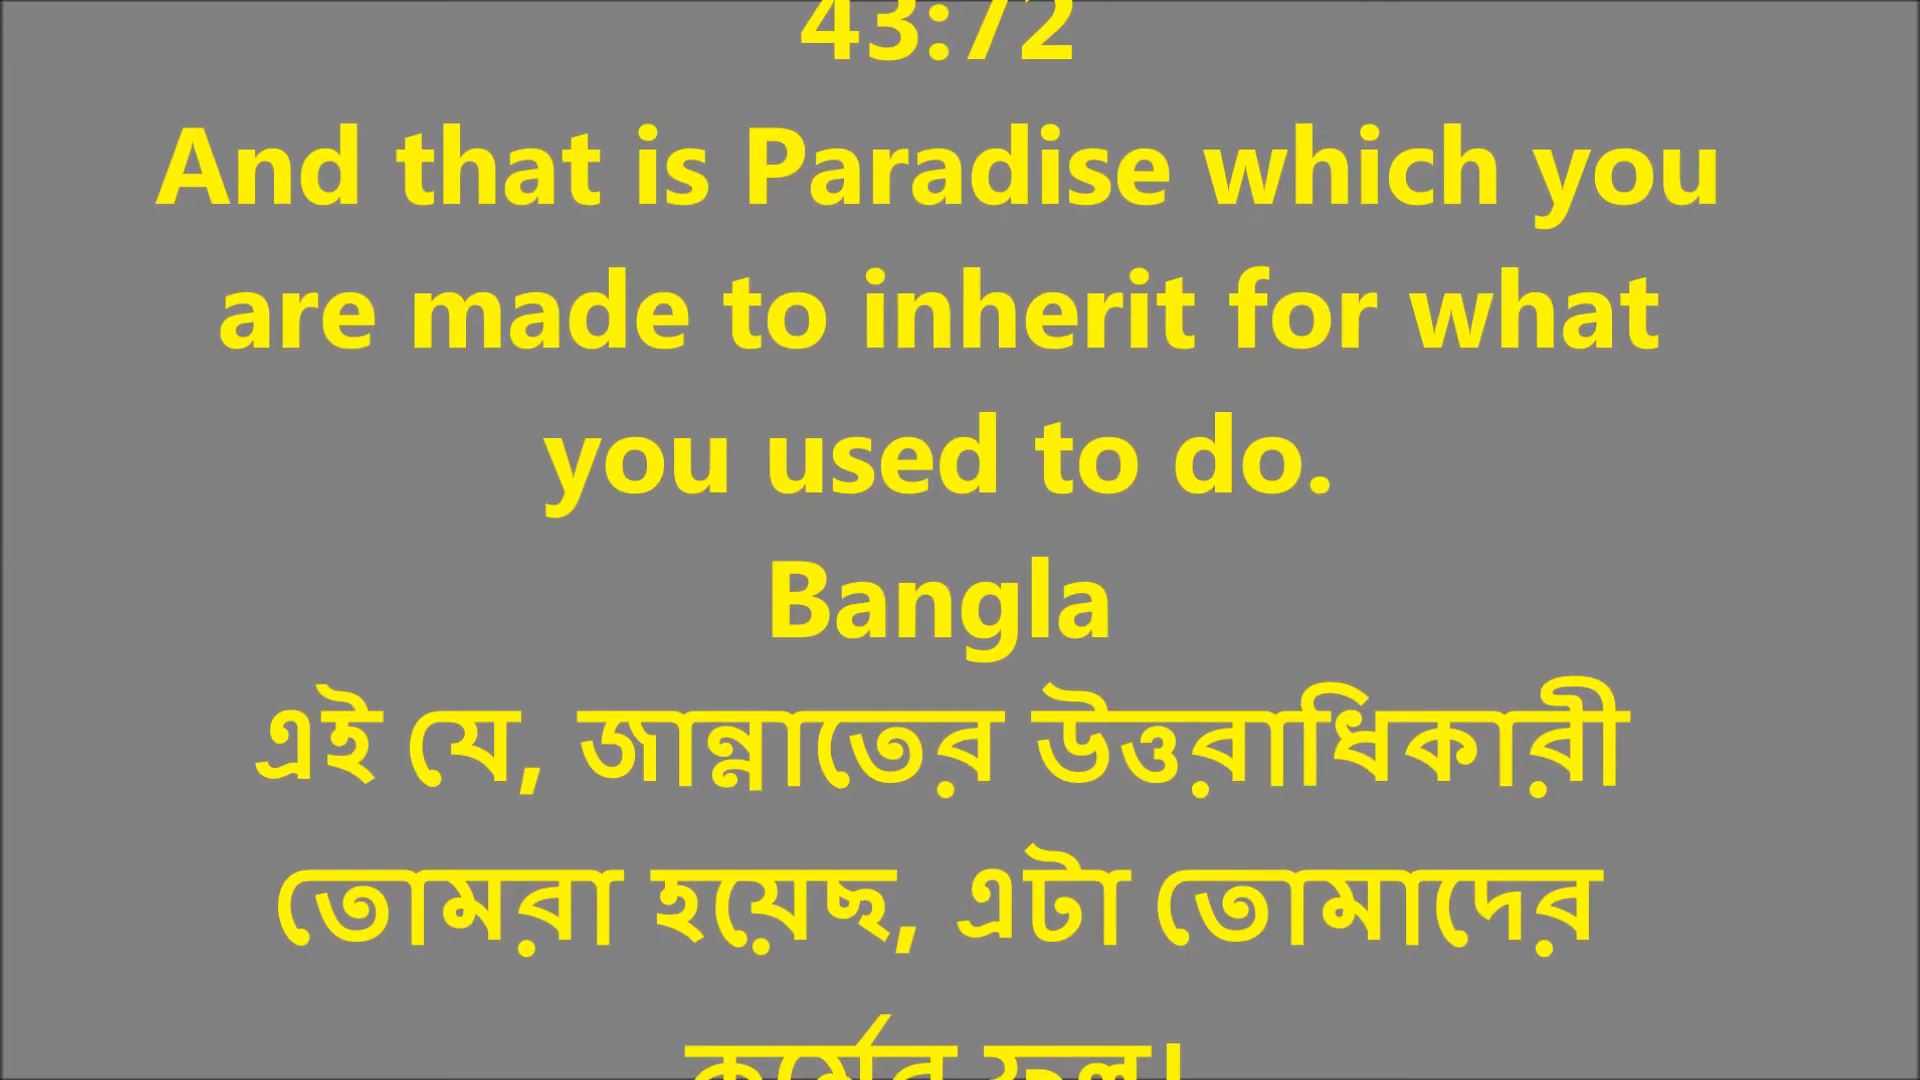 43:72
And that is Paradise which you
are made to inherit for what
you used to do.
Bangla
এই যে, জান্নাতের উত্তরাধিকারী
তোমরা হয়েছ, এটা তোমাদের
কর্মের ফল।